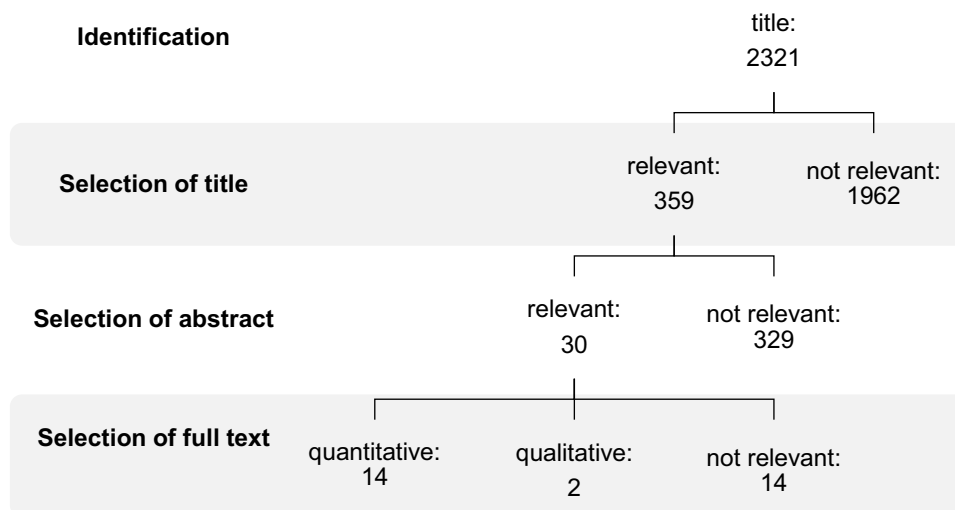 Identification
title:
2321
Selection of title
relevant:
359
not relevant:
1962
Selection of abstract
relevant:
30
not relevant:
329
Selection of full text
quantitative:
14
qualitative:
2
not relevant:
14